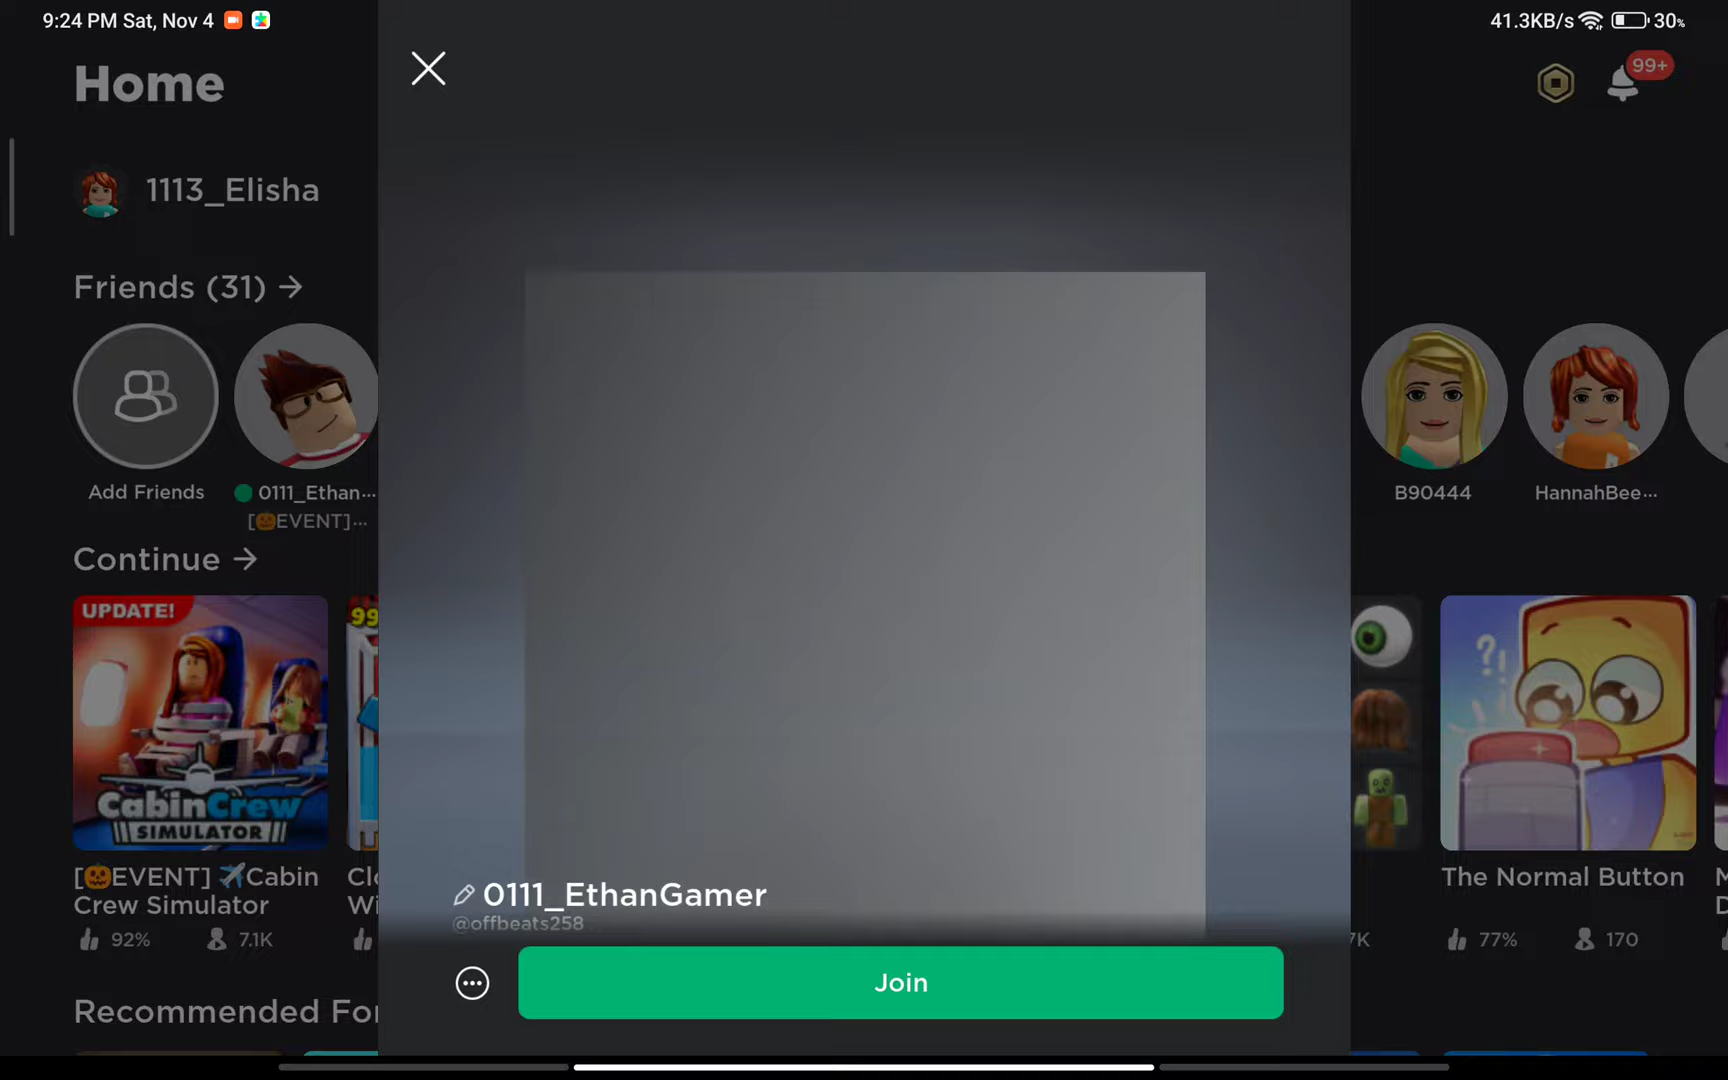 9:24 PM Sat, Nov 4
41.3KB/s
30%
Home
99+
1113_Elisha
Friends (31) →
Add Friends
0111_Ethan...
[🎃EVENT]...
B90444
HannahBee...
Continue →
UPDATE!
99
CabinCrew
SIMULATOR
?!
[🎃EVENT] ✈️Cabin
Crew Simulator
92%
7.1K
The Normal Button
7K
77%
170
0111_EthanGamer
@offbeats258
Join
Recommended For